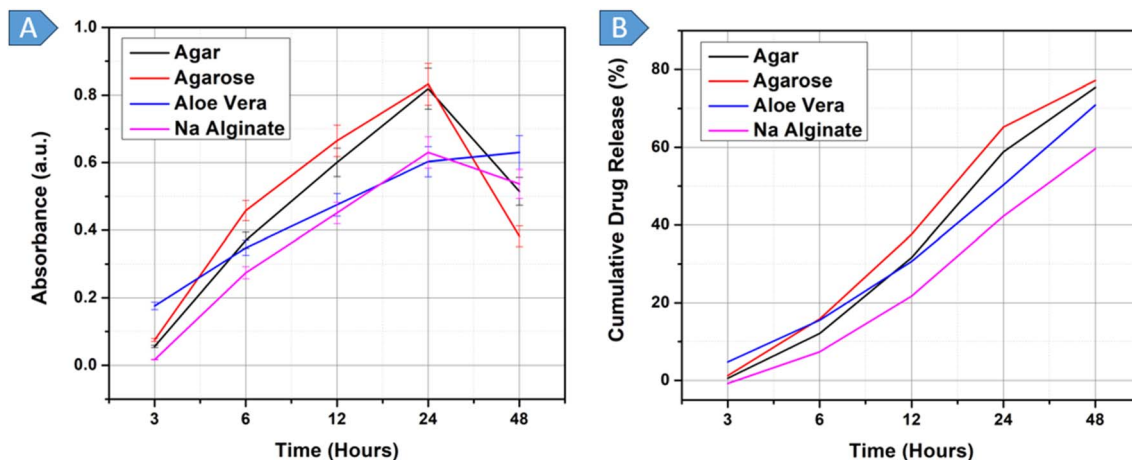 A
Absorbance (a.u.)
1.0
0.8
0.6
0.4
0.2
0.0
Agar
Agarose
Aloe Vera
Na Alginate
3 6 12 24 48
Time (Hours)
B
Cumulative Drug Release (%)
80
60
40
20
0
Agar
Agarose
Aloe Vera
Na Alginate
3 6 12 24 48
Time (Hours)